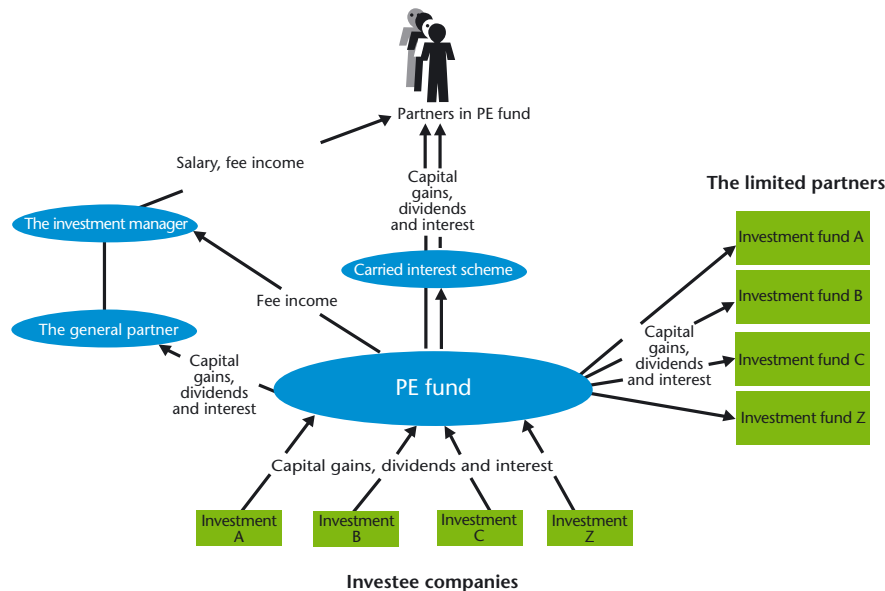 Partners in PE fund
Salary, fee income
Capital
gains,
dividends
and interest
The limited partners
The investment manager
Investment fund A
Carried interest scheme
Investment fund B
Fee income
The general partner
Capital
gains,
dividends
and interest
Capital
gains,
dividends
and interest
Investment fund C
PE fund
Investment fund Z
Capital gains, dividends and interest
Investment
A
Investment
B
Investment
C
Investment
Z
Investee companies